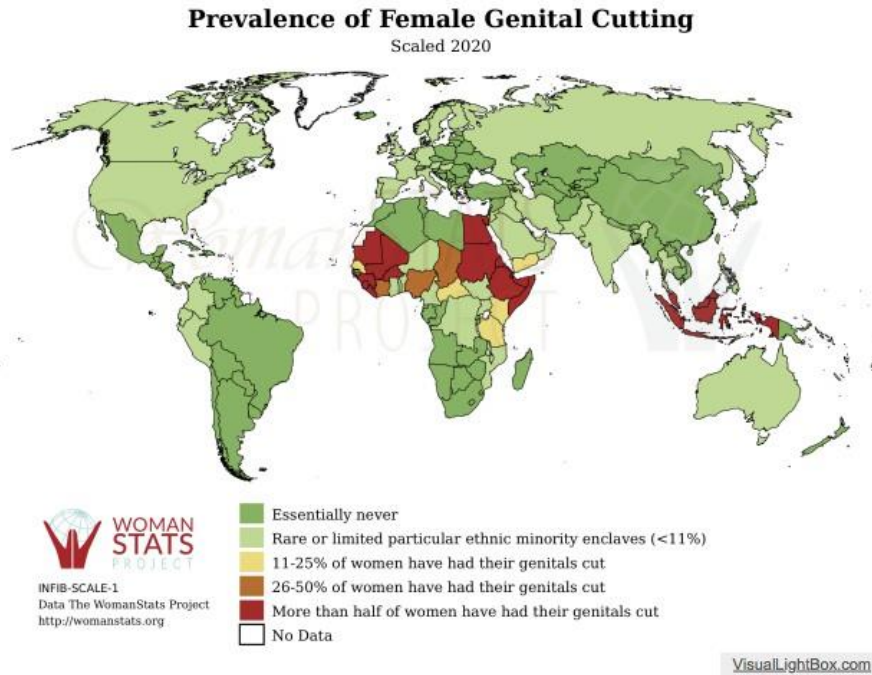 Prevalence of Female Genital Cutting
Scaled 2020
Woman
PROJECT
WOMAN
STATS
PROJECT
INFIB-SCALE-1
Data The WomanStats Project
http://womanstats.org
Essentially never
Rare or limited particular ethnic minority enclaves (<11%)
11-25% of women have had their genitals cut
26-50% of women have had their genitals cut
More than half of women have had their genitals cut
No Data
VisualLightBox.com